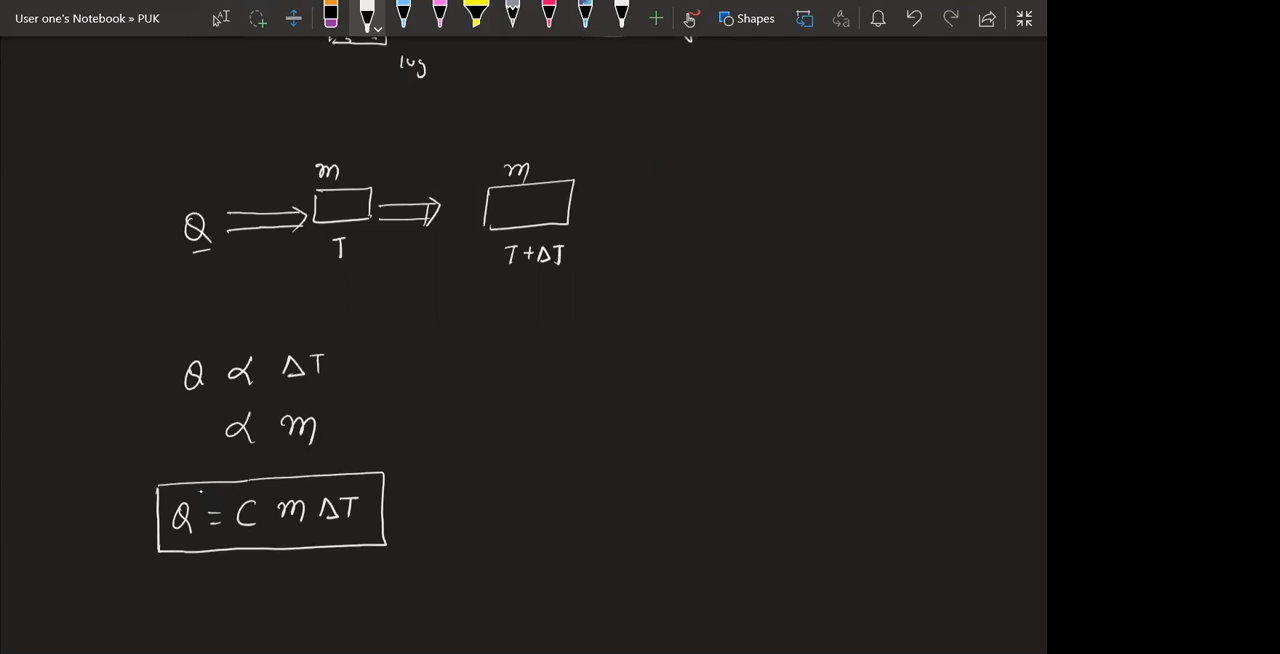 User one's Notebook » PUK
Shapes
m
m
Q
T
T + ΔT
Q ∝ ΔT
∝ m
Q = C m ΔT